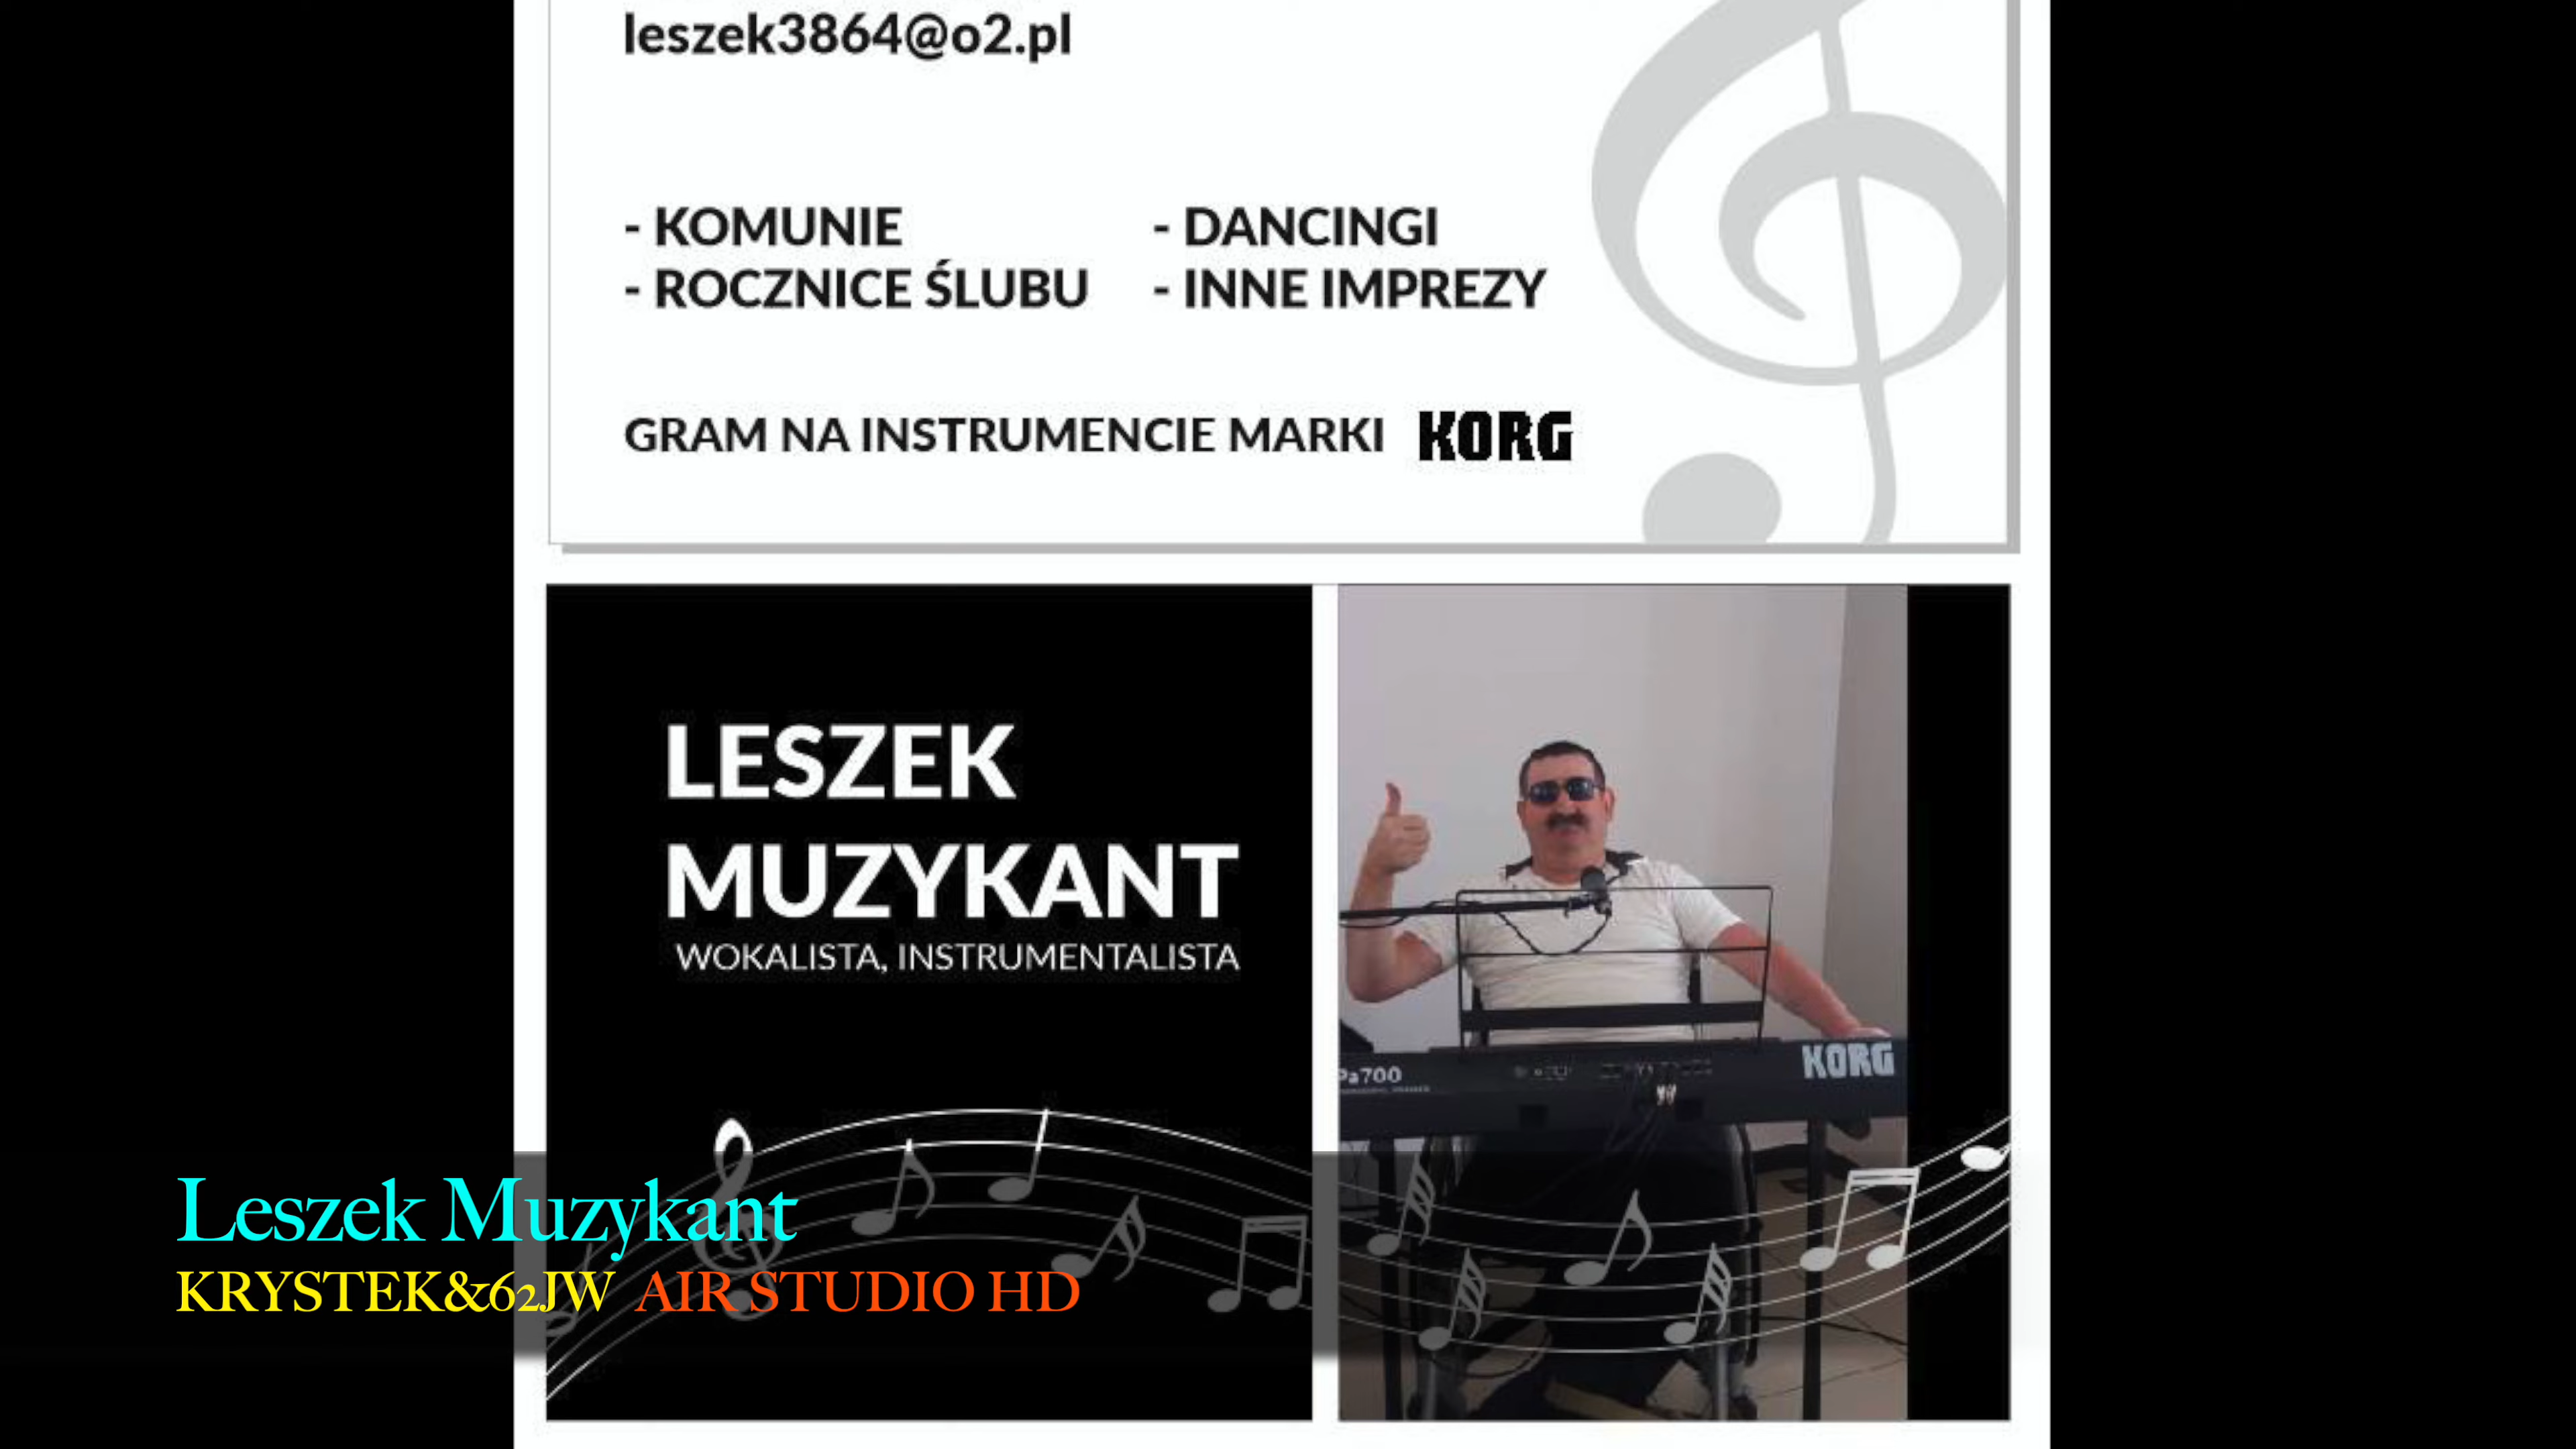 leszek3864@o2.pl
- KOMUNIE
- ROCZNICE ŚLUBU
- DANCINGI
- INNE IMPREZY
GRAM NA INSTRUMENCIE MARKI KORG
LESZEK
MUZYKANT
WOKALISTA, INSTRUMENTALISTA
Pa700
KORG
Leszek Muzykant
KRYSTEK&62JW AIR STUDIO HD